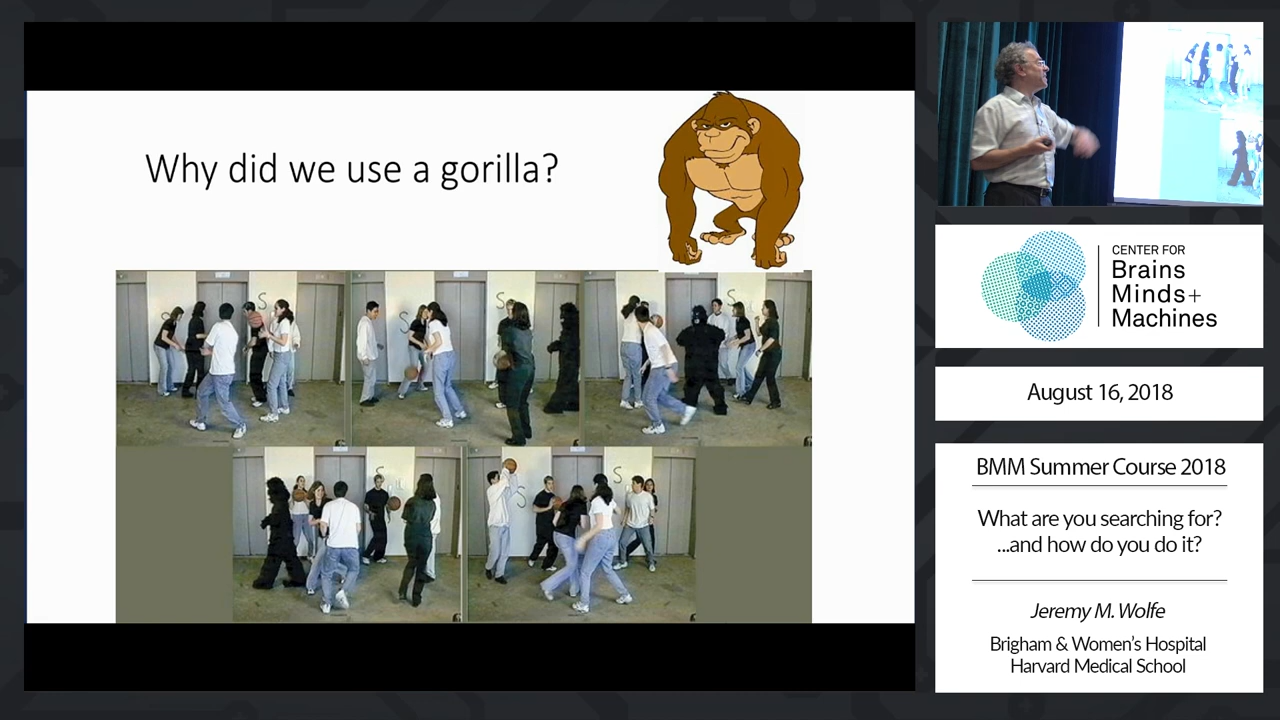 Why did we use a gorilla?
S
S
S
S
S
S
S
S
CENTER FOR
Brains
Minds+
Machines
August 16, 2018
BMM Summer Course 2018
What are you searching for?
...and how do you do it?
Jeremy M. Wolfe
Brigham & Women's Hospital
Harvard Medical School